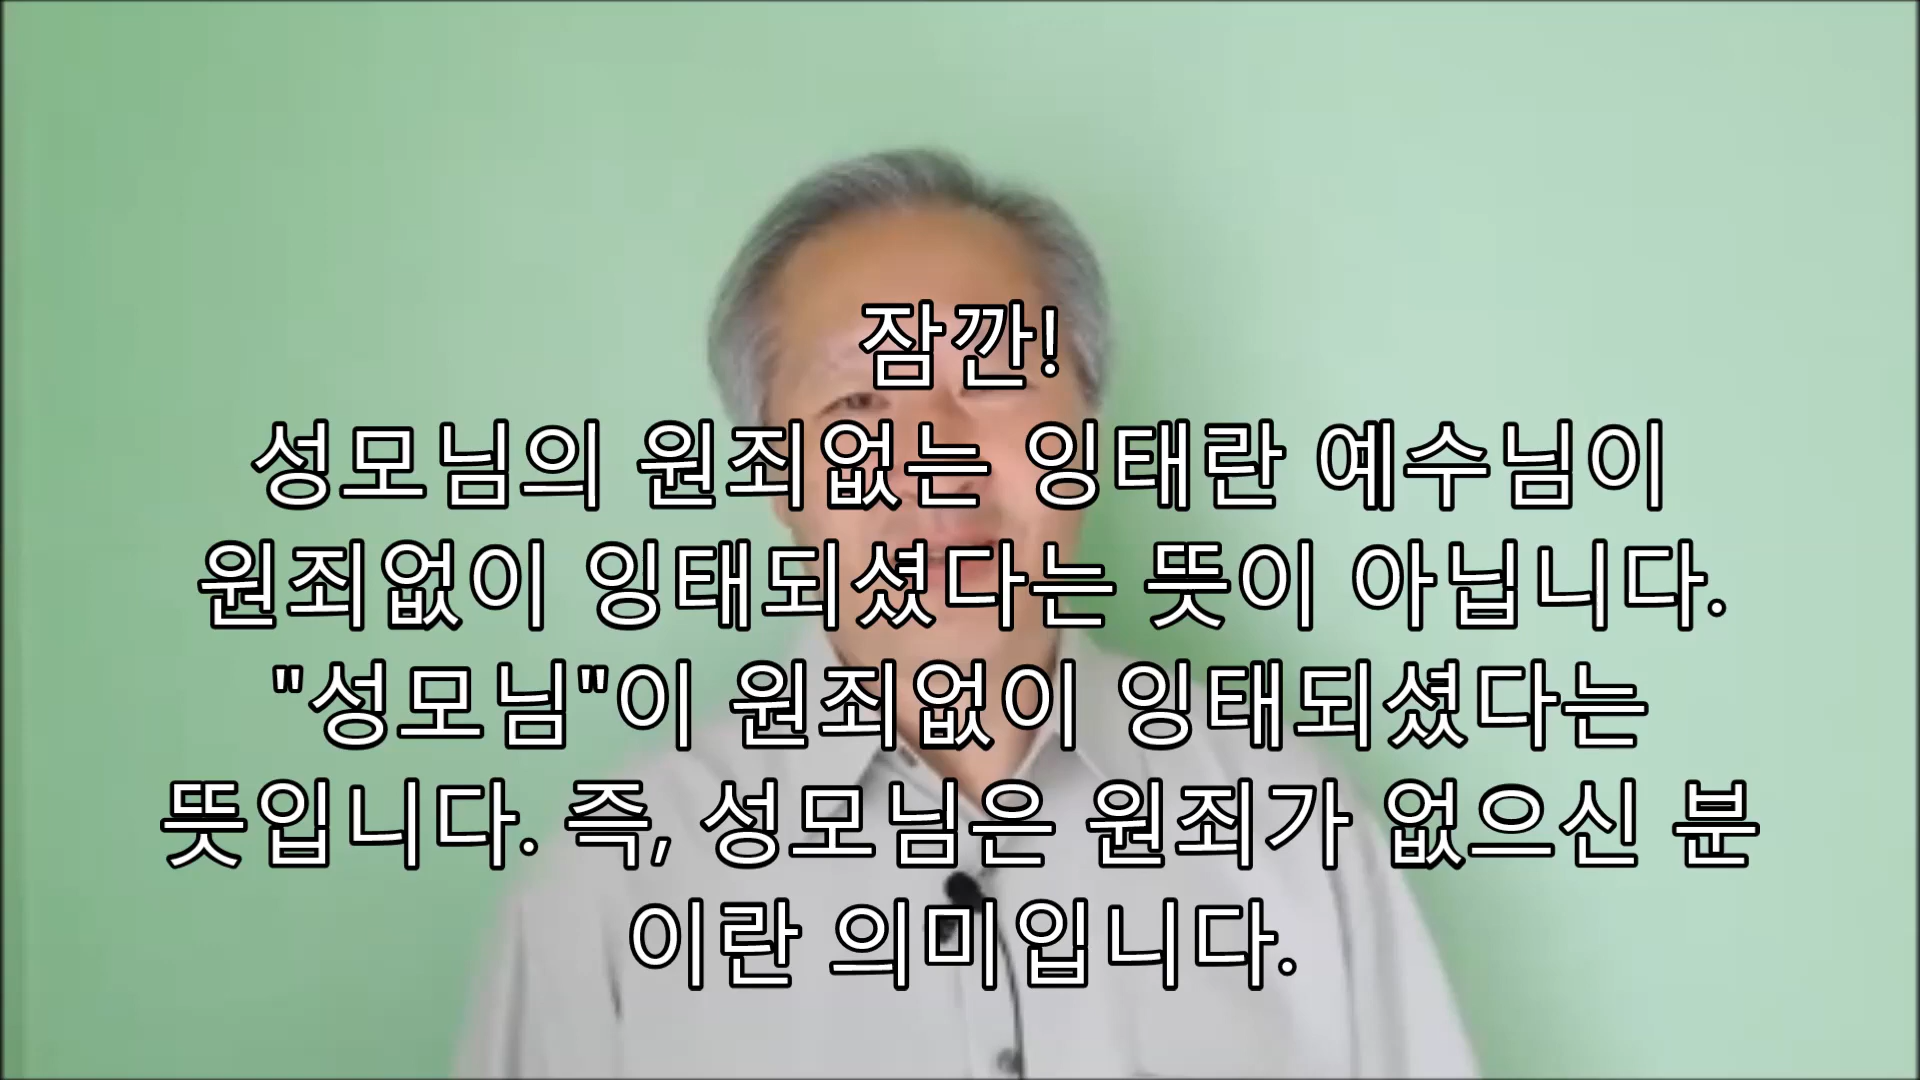 잠깐!
성모님의 원죄없는 잉태란 예수님이
원죄없이 잉태되셨다는 뜻이 아닙니다.
"성모님"이 원죄없이 잉태되셨다는
뜻입니다. 즉, 성모님은 원죄가 없으신 분
이란 의미입니다.